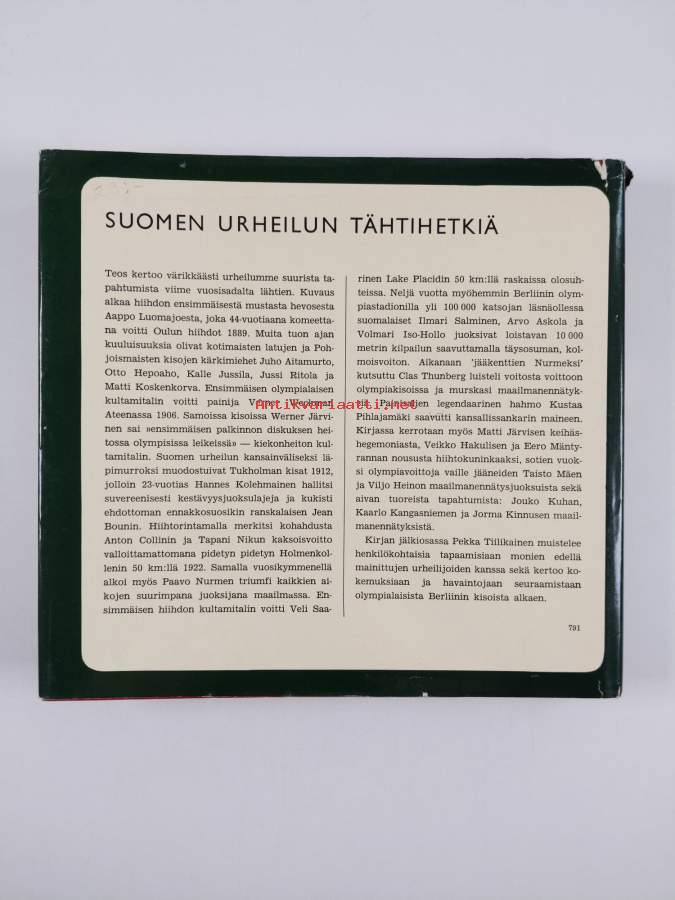 SUOMEN URHEILUN TÄHTIHETKIÄ
Teos kertoo värikkäästi urheilumme suurista ta-
pahtumista viime vuosisadalta lähtien. Kuvaus
alkaa hiihdon ensimmäisestä mustasta hevosesta
Aappo Luomajoesta, joka 44-vuotiaana komeetta-
na voitti Oulun hiihdot 1889. Muita tuon ajan
kuuluisuuksia olivat kotimaisten latujen ja Poh-
joismaisten kisojen kärkimiehet Juho Aitamurto,
Otto Hepoaho, Kalle Jussila, Jussi Ritola ja
Matti Koskenkorva. Ensimmäisen olympialaisen
kultamitalin voitti painija Verner Weckman
Ateenassa 1906. Samoissa kisoissa Werner Järvi-
nen sai »ensimmäisen palkinnon diskuksen hei-
tossa olympisissa leikeissä» — kiekonheiton kul-
tamitalin. Suomen urheilun kansainväliseksi lä-
pimurroksi muodostuivat Tukholman kisat 1912,
jolloin 23-vuotias Hannes Kolehmainen hallitsi
suvereenisesti kestävyysjuoksulajeja ja kukisti
ehdottoman ennakkosuosikin ranskalaisen Jean
Bounin. Hiihtorintamalla merkitsi kohahdusta
Anton Collinin ja Tapani Nikun kaksoisvoitto
valloittamattomana pidetyn pidetyn Holmenkol-
lenin 50 km:llä 1922. Samalla vuosikymmenellä
alkoi myös Paavo Nurmen triumfi kaikkien ai-
kojen suurimpana juoksijana maailmassa. En-
simmäisen hiihdon kultamitalin voitti Veli Saa-
rinen Lake Placidin 50 km:llä raskaissa olosuh-
teissa. Neljä vuotta myöhemmin Berliinin olym-
piastadionilla yli 100 000 katsojan läsnäollessa
suomalaiset Ilmari Salminen, Arvo Askola ja
Volmari Iso-Hollo juoksivat loistavan 10 000
metrin kilpailun saavuttamalla täysosuman, kol-
moisvoiton. Aikanaan 'jääkenttien Nurmeksi'
kutsuttu Clas Thunberg luisteli voitosta voittoon
olympiakisoissa ja murskasi maailmanennätyk-
siä. Painisalien legendaarinen hahmo Kustaa
Pihlajamäki saavutti kansallissankarin maineen.
Kirjassa kerrotaan myös Matti Järvisen keihäs-
hegemoniasta, Veikko Hakulisen ja Eero Mänty-
rannan noususta hiihtokuninkaaksi, sotien vuok-
si olympiavoittoja vaille jääneiden Taisto Mäen
ja Viljo Heinon maailmanennätysjuoksuista sekä
aivan tuoreista tapahtumista: Jouko Kuhan,
Kaarlo Kangasniemen ja Jorma Kinnusen maail-
manennätyksistä.
Kirjan jälkiosassa Pekka Tiilikainen muistelee
henkilökohtaisia tapaamisiaan monien edellä
mainittujen urheilijoiden kanssa sekä kertoo ko-
kemuksiaan ja havaintojaan seuraamistaan
olympialaisista Berliinin kisoista alkaen.
791
Antikvariaatti.net